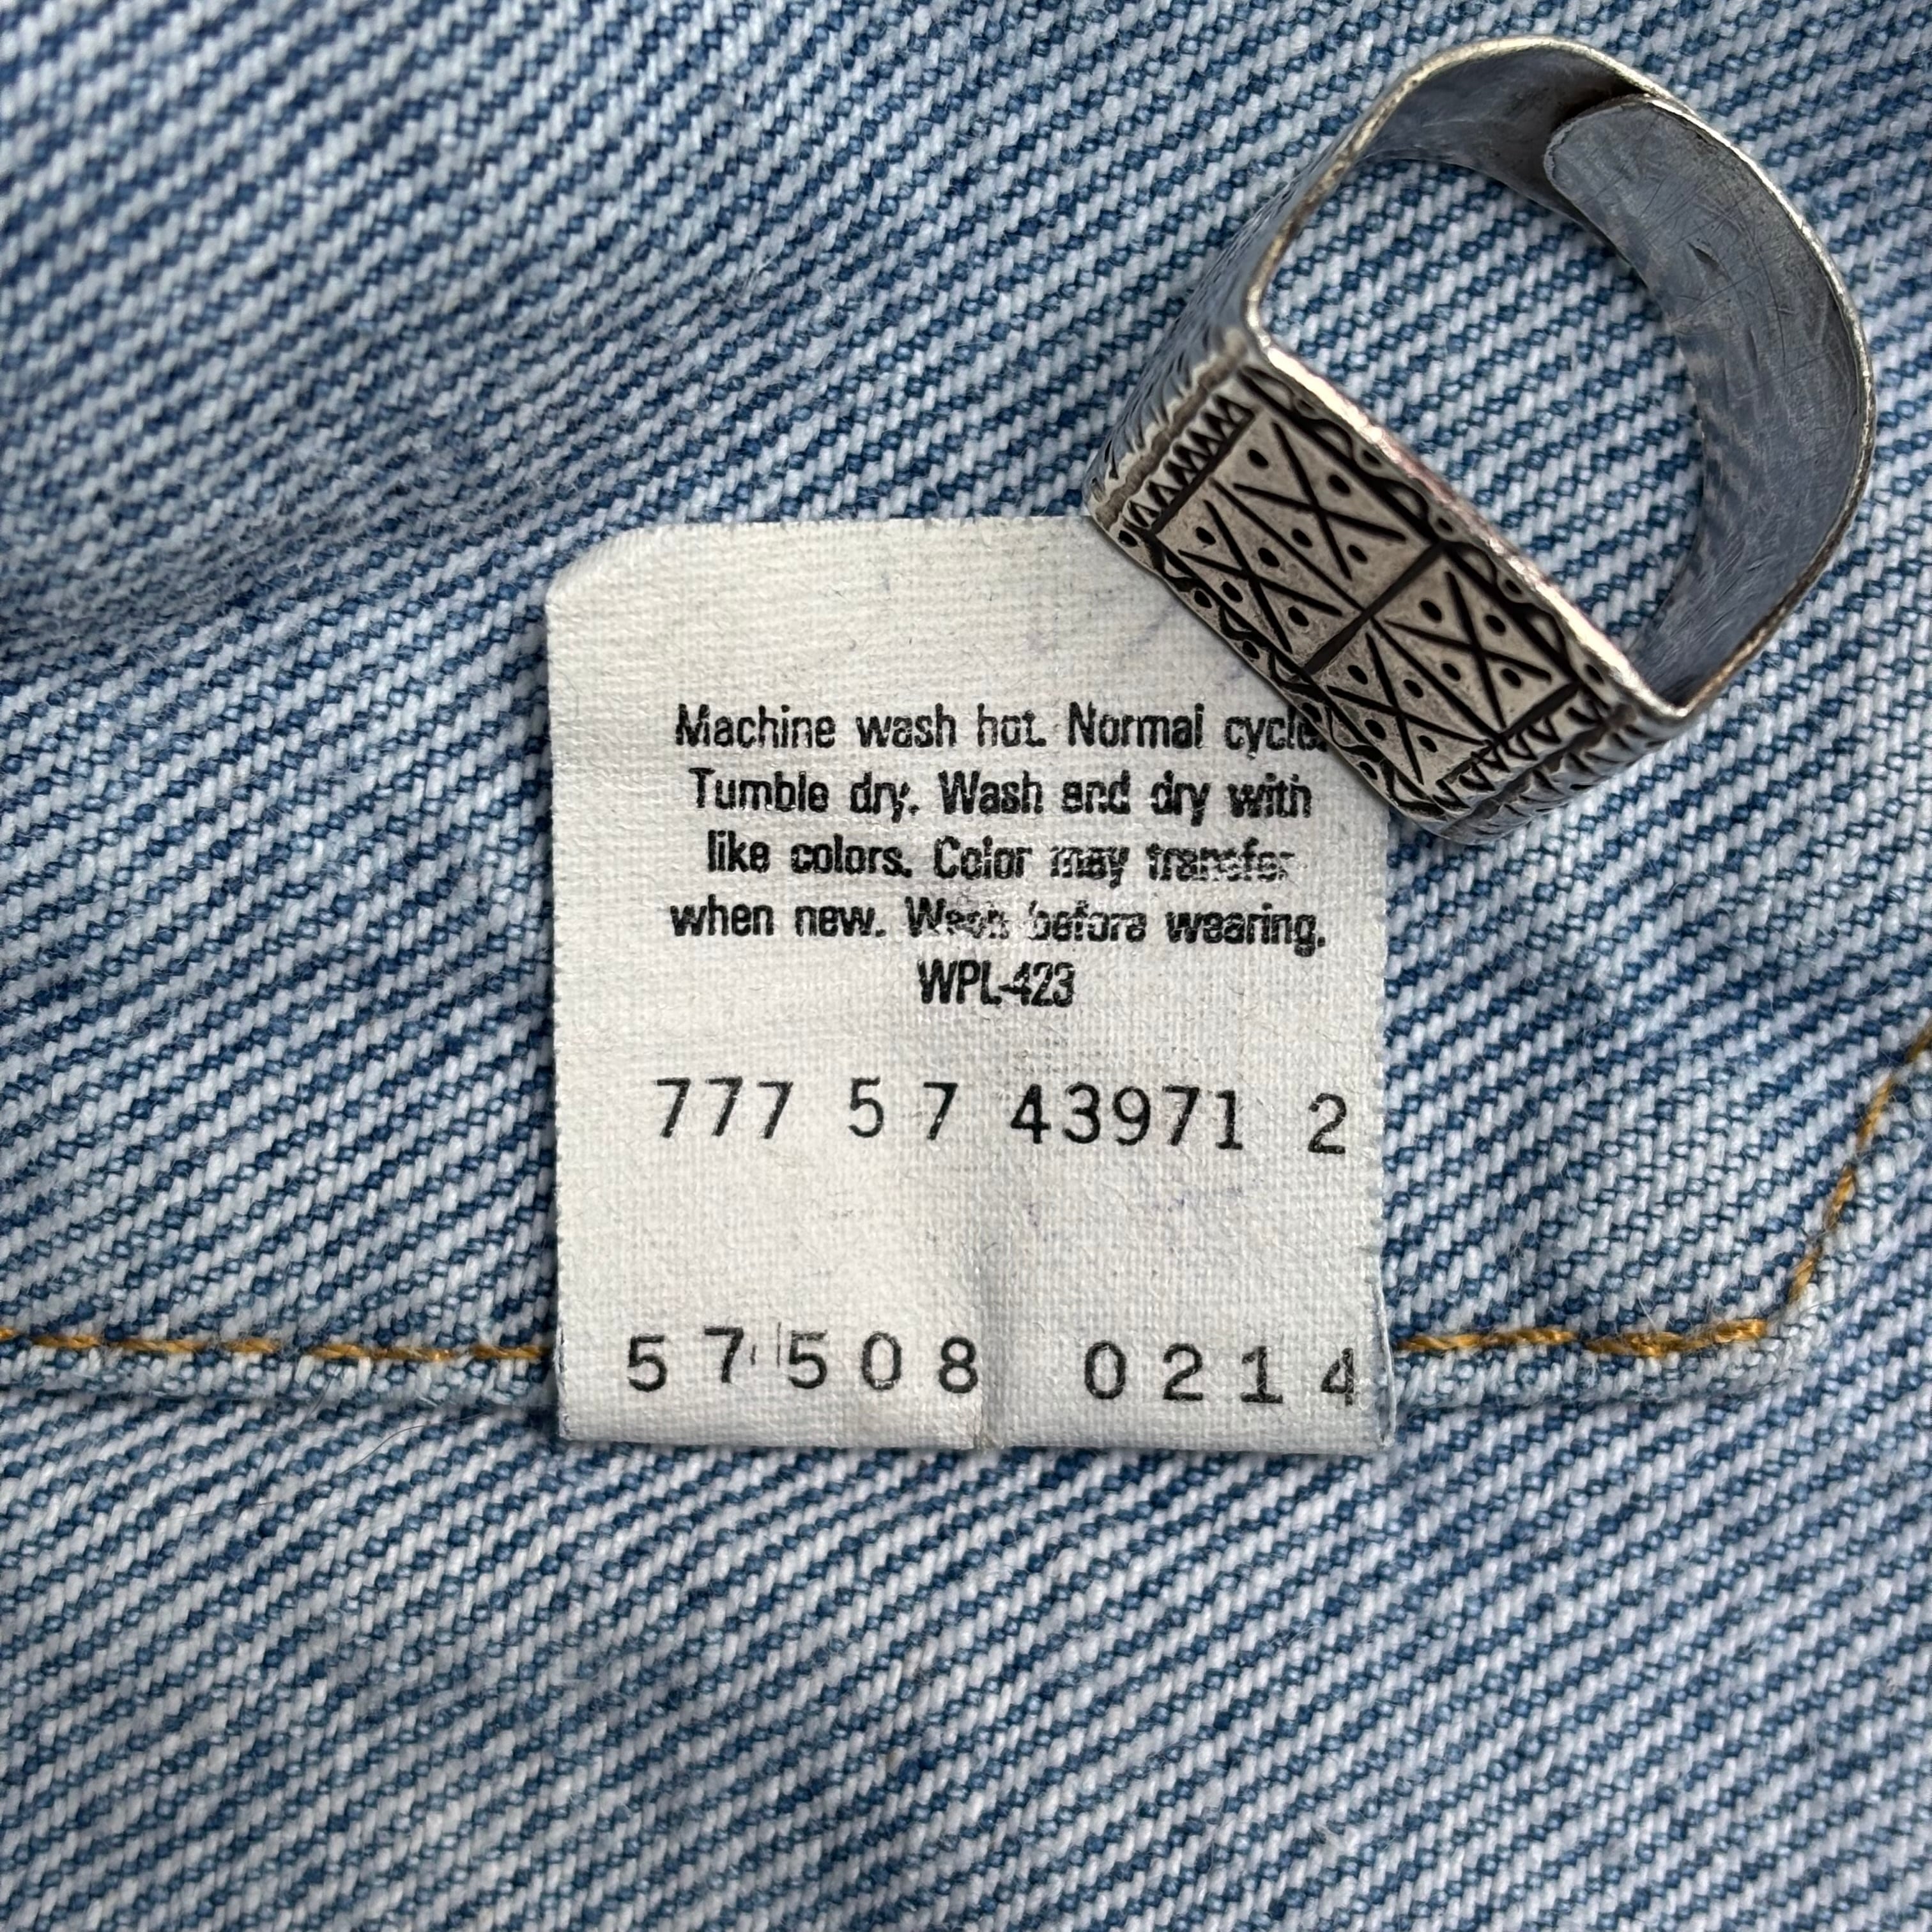 Machine wash hot. Normal cycle.
Tumble dry. Wash and dry with
like colors. Color may transfer
when new. Wash before wearing.
WPL-423
777 5 7 43971 2
57508 0214